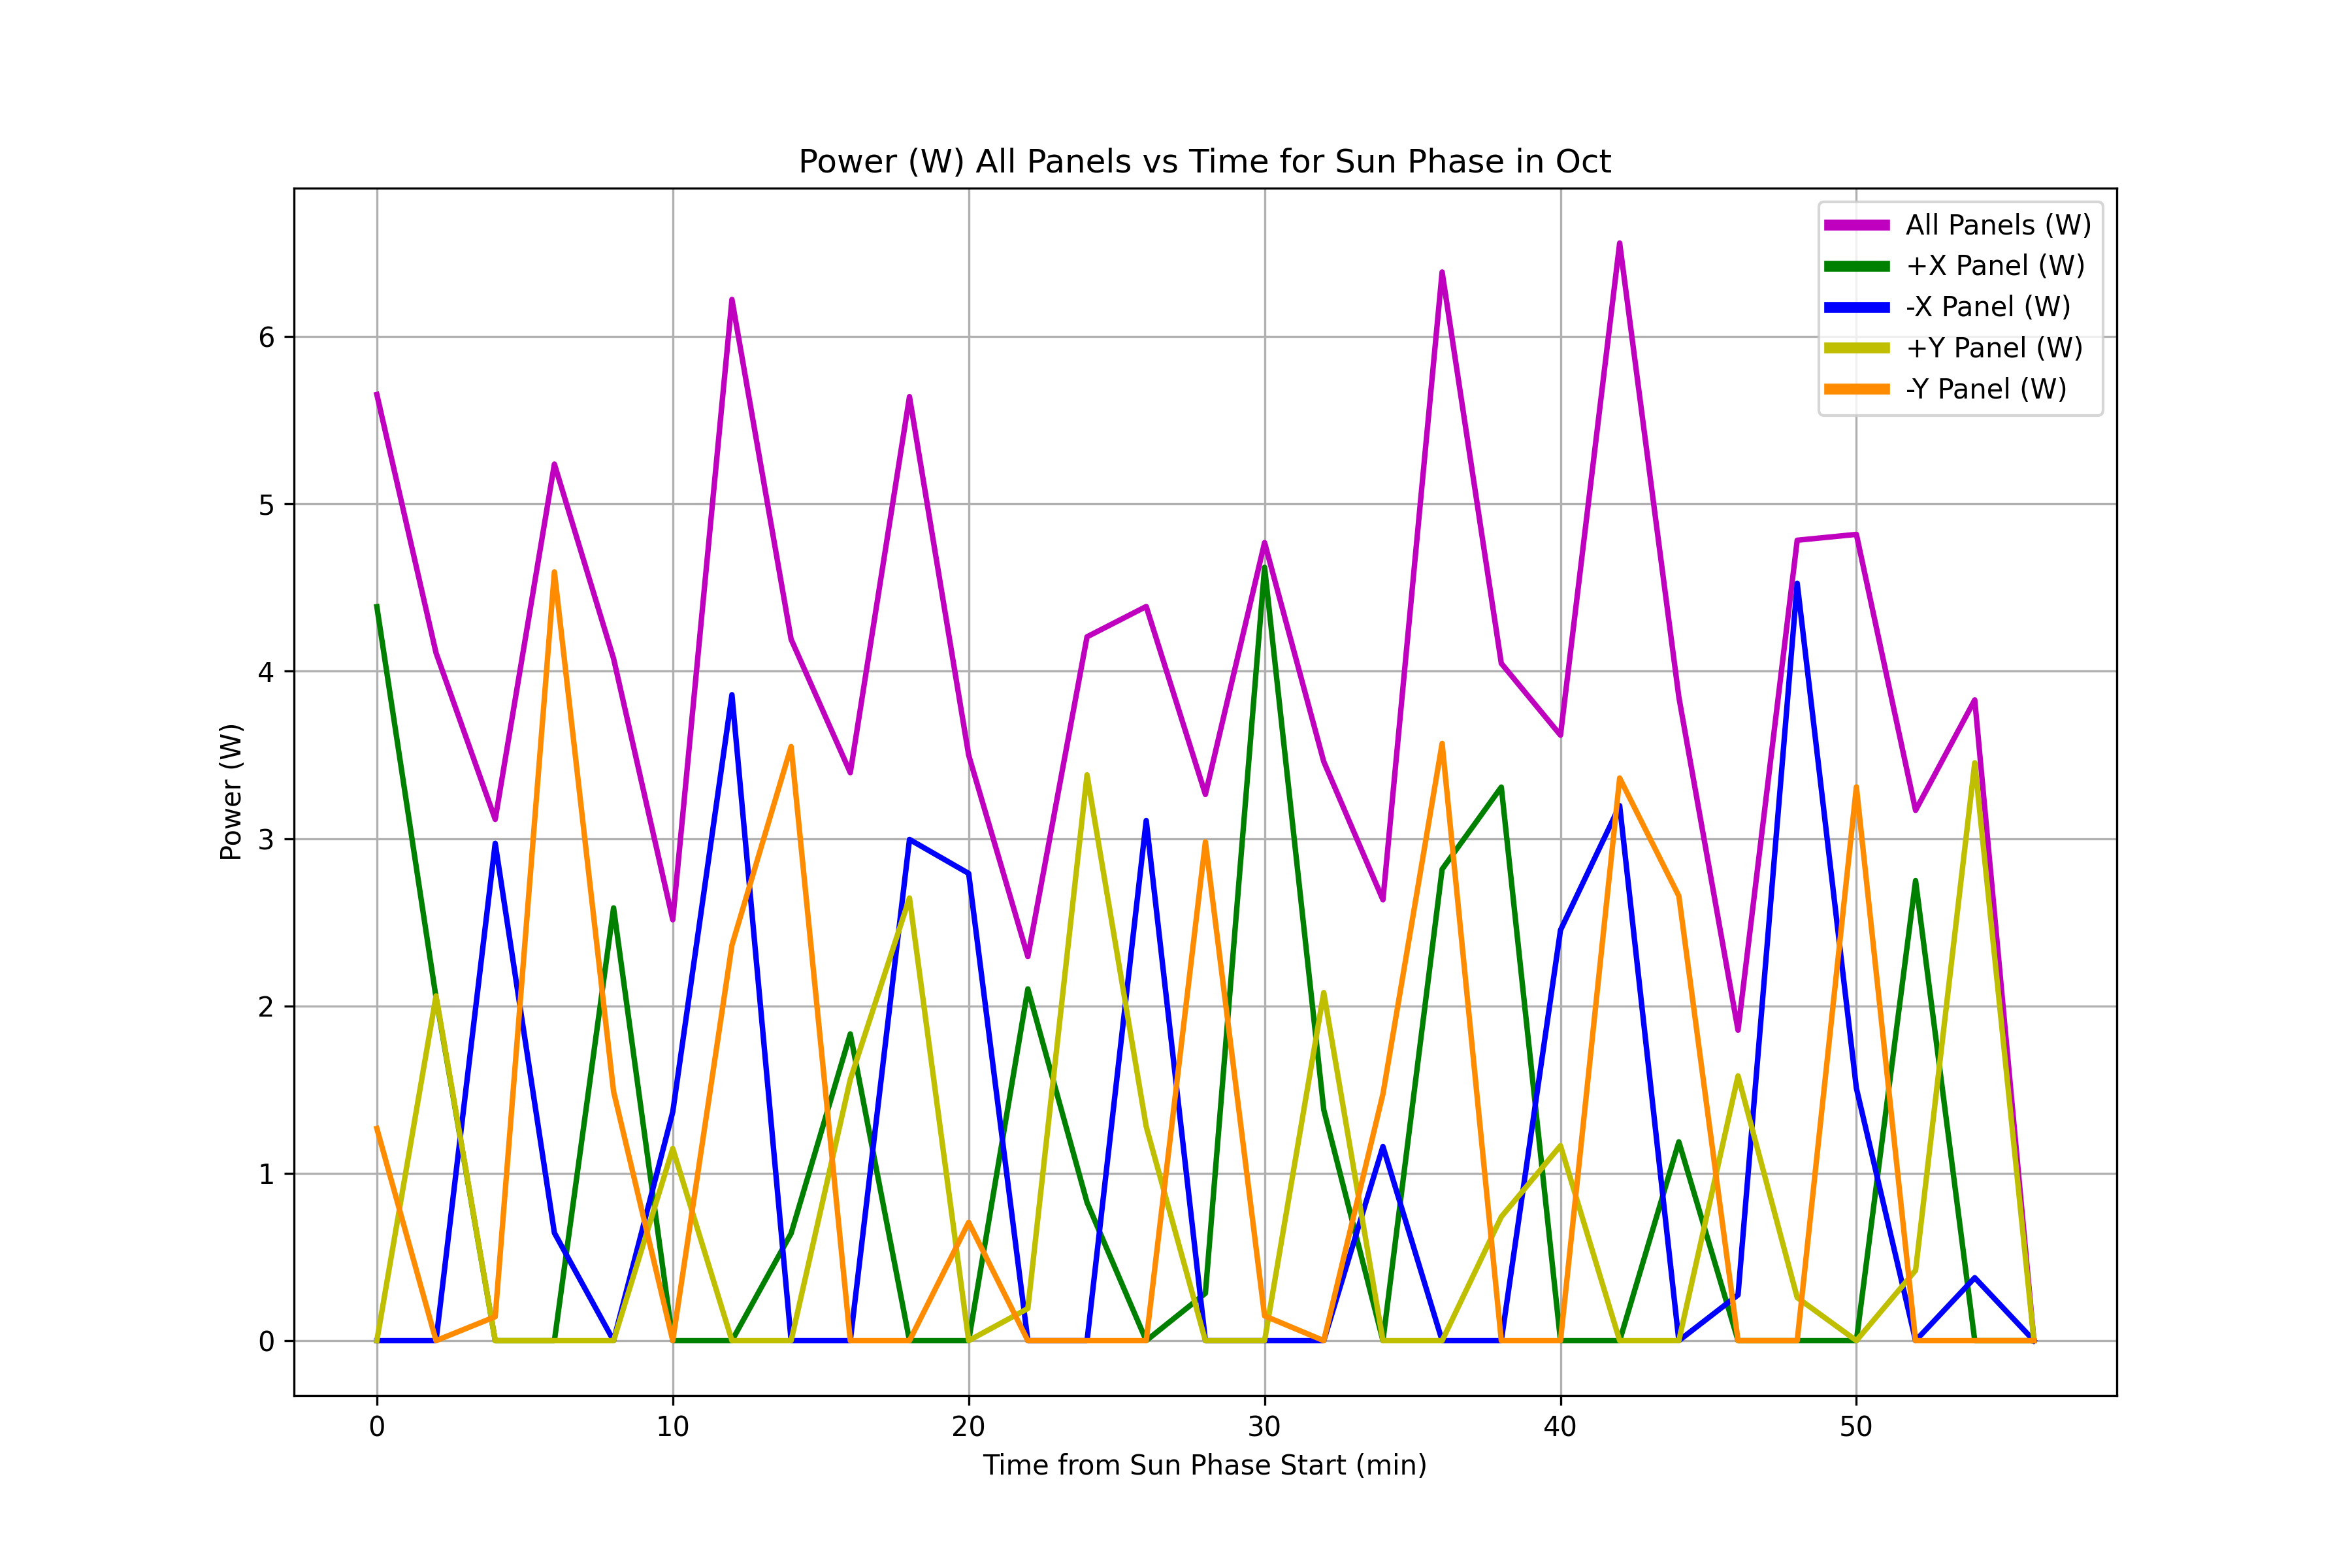 Power (W) All Panels vs Time for Sun Phase in Oct
All Panels (W)
+X Panel (W)
-X Panel (W)
+Y Panel (W)
-Y Panel (W)
6
5
4
3
2
1
0
Power (W)
0 10 20 30 40 50
Time from Sun Phase Start (min)